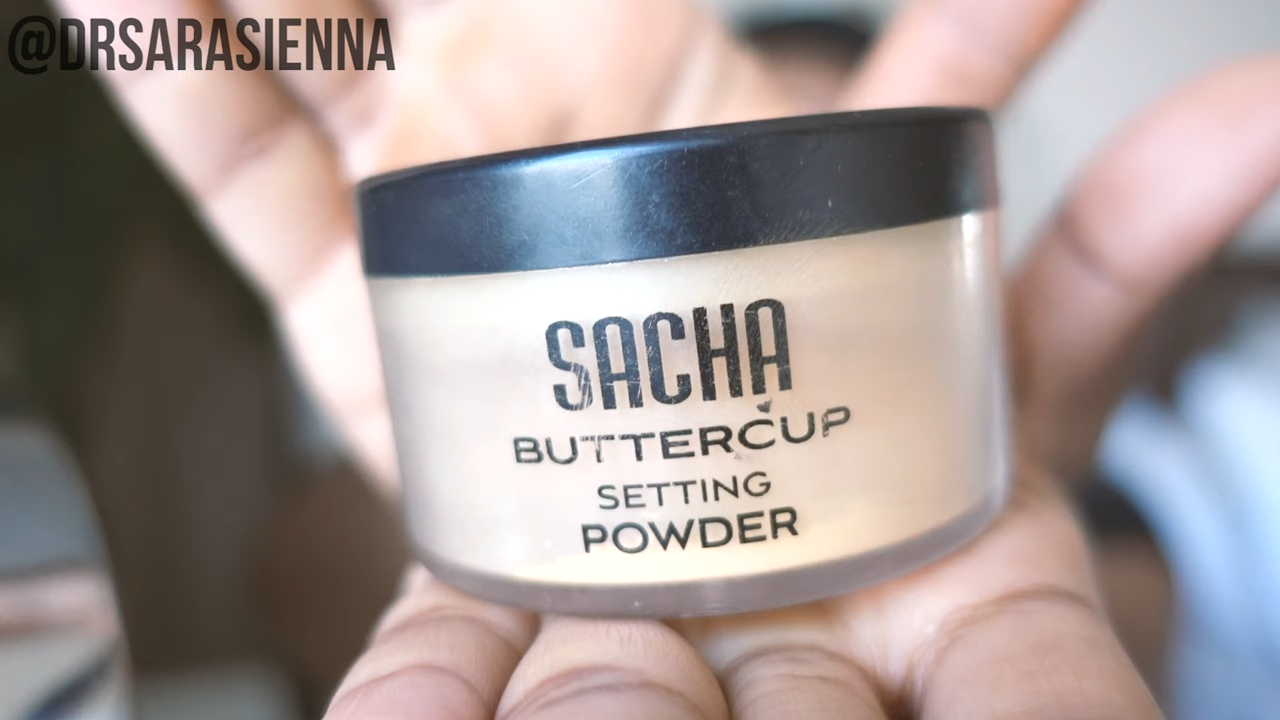 @DRSARASIENNA
SACHA
BUTTERCUP
SETTING
POWDER